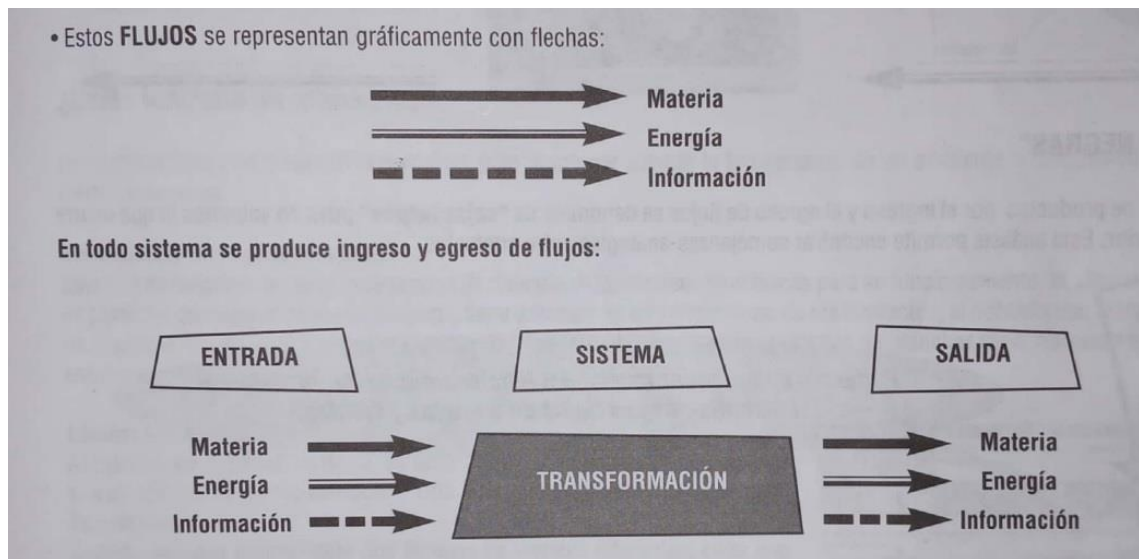 • Estos FLUJOS se representan gráficamente con flechas:
Materia
Energía
Información
En todo sistema se produce ingreso y egreso de flujos:
ENTRADA SISTEMA SALIDA
Materia Materia
Energía TRANSFORMACIÓN Energía
Información Información
NEGRAS"